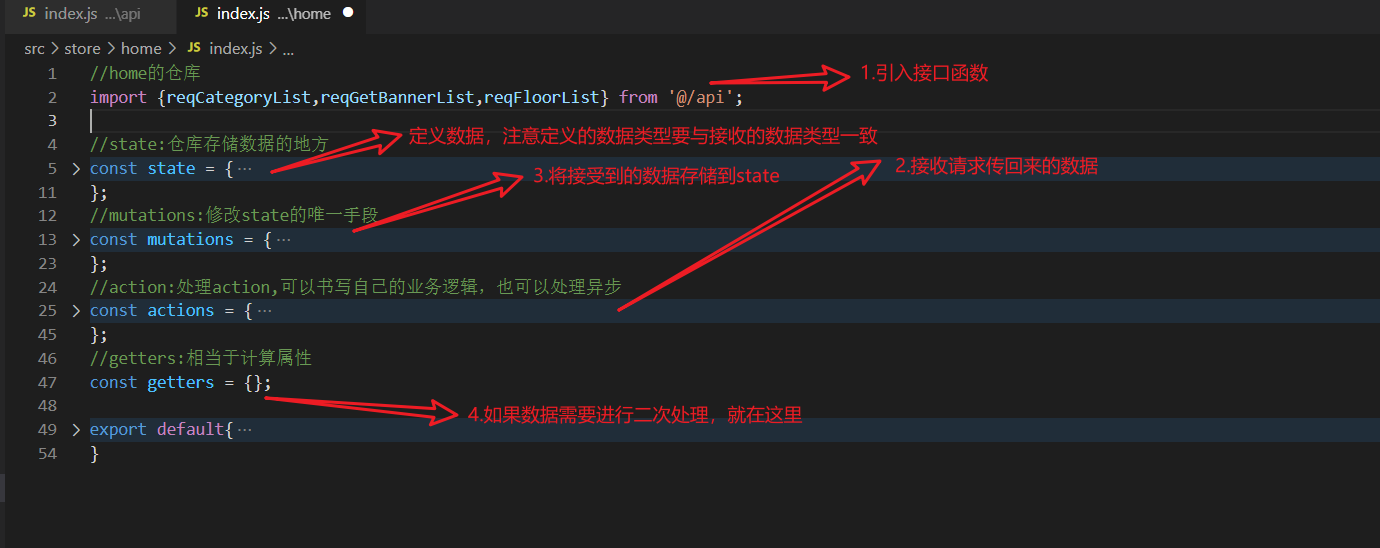 JS index.js ...\api JS index.js ...\home
src > store > home > JS index.js > ...
1 //home的仓库
1.引入接口函数
2 import {reqCategoryList,reqGetBannerList,reqFloorList} from '@/api';
3
定义数据，注意定义的数据类型要与接收的数据类型一致
4 //state:仓库存储数据的地方
5 const state = {···
2.接收请求传回来的数据
3.将接受到的数据存储到state
11 };
12 //mutations:修改state的唯一手段
13 const mutations = {···
23 };
24 //action:处理action,可以书写自己的业务逻辑，也可以处理异步
25 const actions = {···
45 };
46 //getters:相当于计算属性
47 const getters = {};
48
4.如果数据需要进行二次处理，就在这里
49 export default{···
54 }